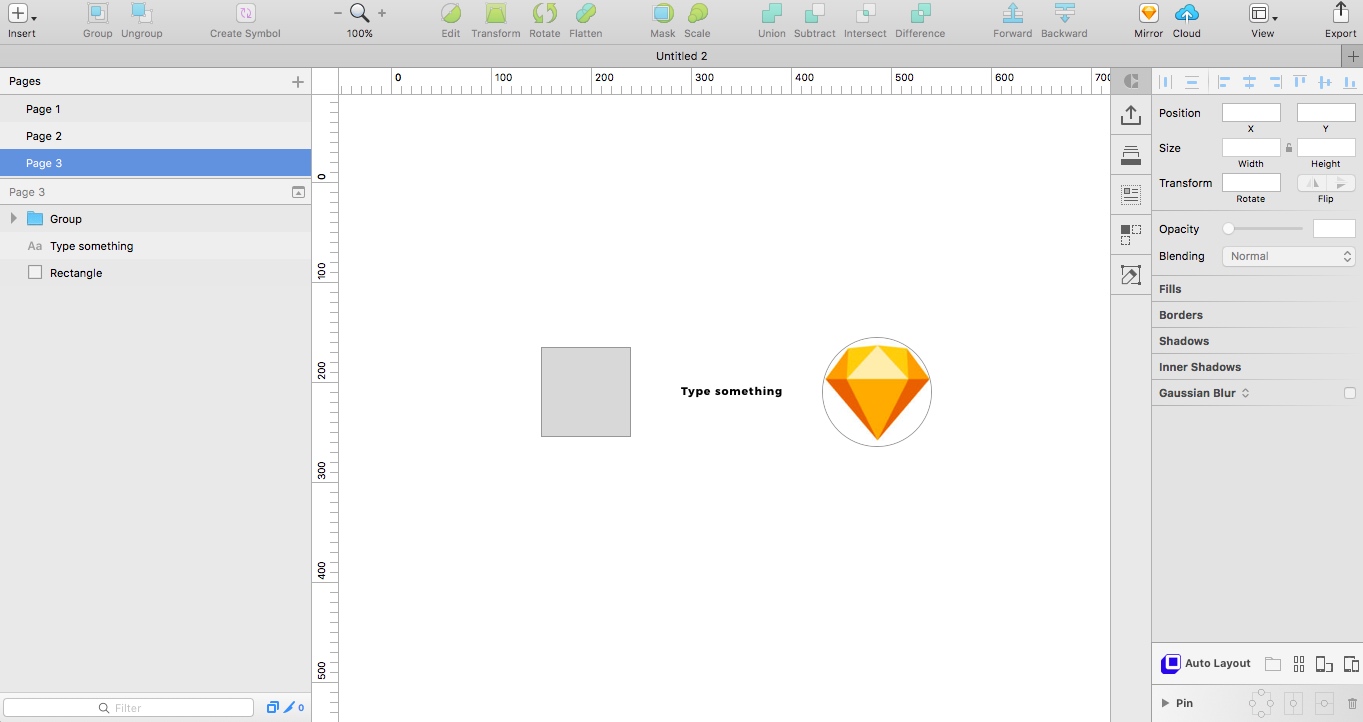 Insert Group Ungroup Create Symbol 100% Edit Transform Rotate Flatten Mask Scale Union Subtract Intersect Difference Forward Backward Mirror Cloud View Export
Untitled 2
Pages
Page 1
Page 2
Page 3
Page 3
Group
Aa Type something
Rectangle
Filter
0
0 100 200 300 400 500 600 700
0
100
200
300
400
500
Type something
Position
X Y
Size
Width Height
Transform
Rotate Flip
Opacity
Blending Normal
Fills
Borders
Shadows
Inner Shadows
Gaussian Blur
Auto Layout
Pin